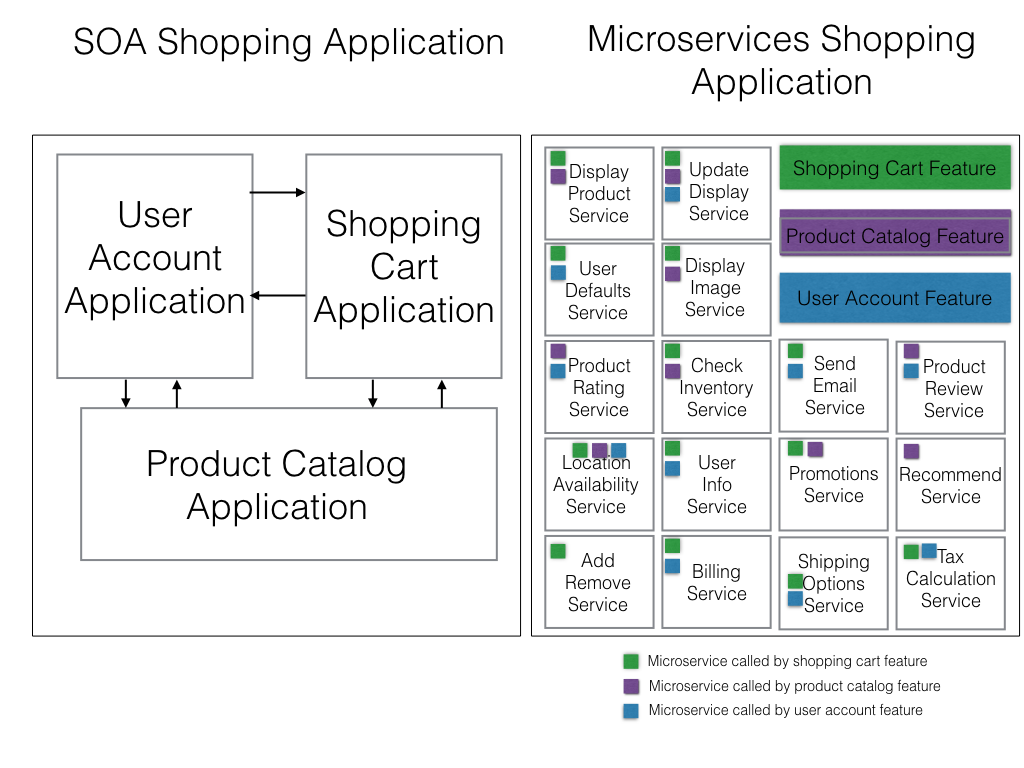 SOA Shopping Application
Microservices Shopping
Application
User
Account
Application
Shopping
Cart
Application
Product Catalog
Application
Display
Product
Service
Update
Display
Service
Shopping Cart Feature
Product Catalog Feature
User Account Feature
User
Defaults
Service
Display
Image
Service
Product
Rating
Service
Check
Inventory
Service
Send
Email
Service
Product
Review
Service
Location
Availability
Service
User
Info
Service
Promotions
Service
Recommend
Service
Add
Remove
Service
Billing
Service
Shipping
Options
Service
Tax
Calculation
Service
Microservice called by shopping cart feature
Microservice called by product catalog feature
Microservice called by user account feature